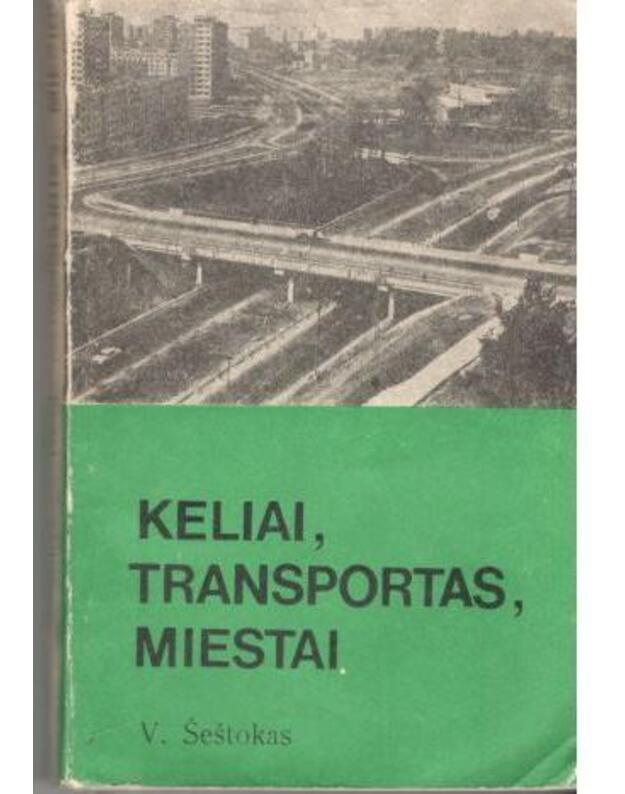 KELIAI,
TRANSPORTAS,
MIESTAI
V. Šeštokas